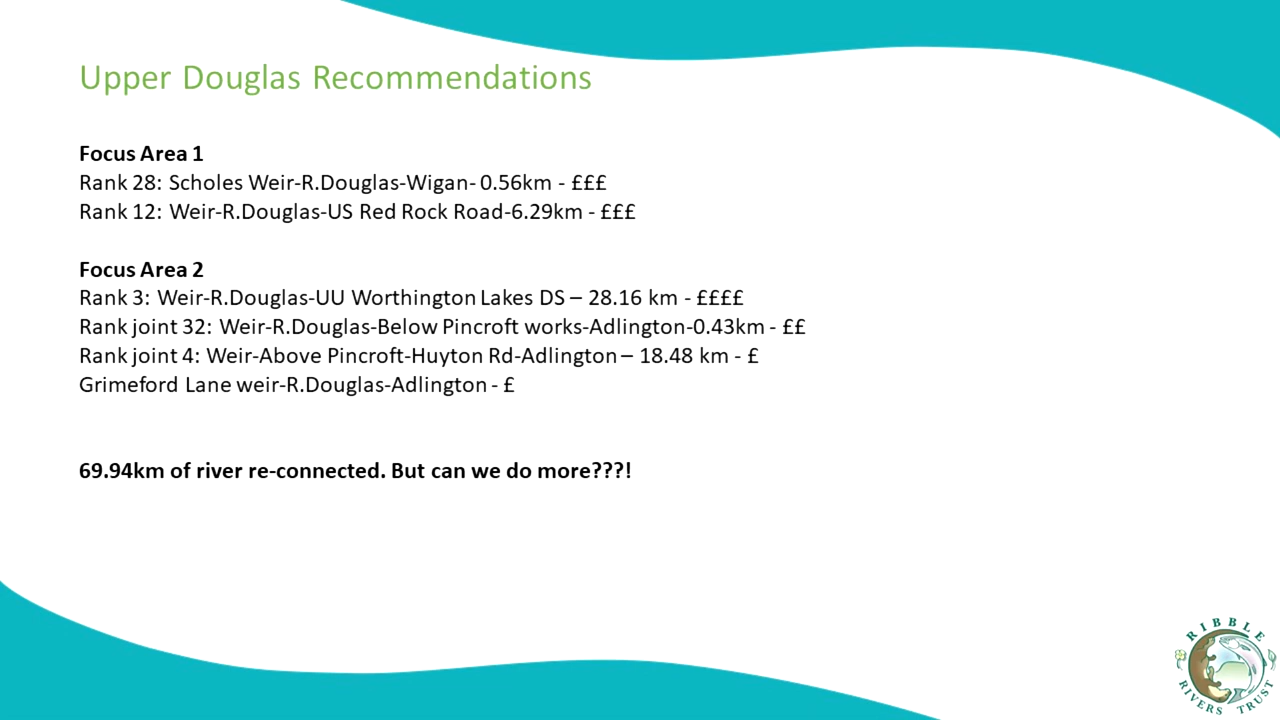 Upper Douglas Recommendations
Focus Area 1
Rank 28: Scholes Weir-R.Douglas-Wigan- 0.56km - £££
Rank 12: Weir-R.Douglas-US Red Rock Road-6.29km - £££
Focus Area 2
Rank 3: Weir-R.Douglas-UU Worthington Lakes DS – 28.16 km - ££££
Rank joint 32: Weir-R.Douglas-Below Pincroft works-Adlington-0.43km - ££
Rank joint 4: Weir-Above Pincroft-Huyton Rd-Adlington – 18.48 km - £
Grimeford Lane weir-R.Douglas-Adlington - £
69.94km of river re-connected. But can we do more???!
RIBBLE
RIVERS TRUST